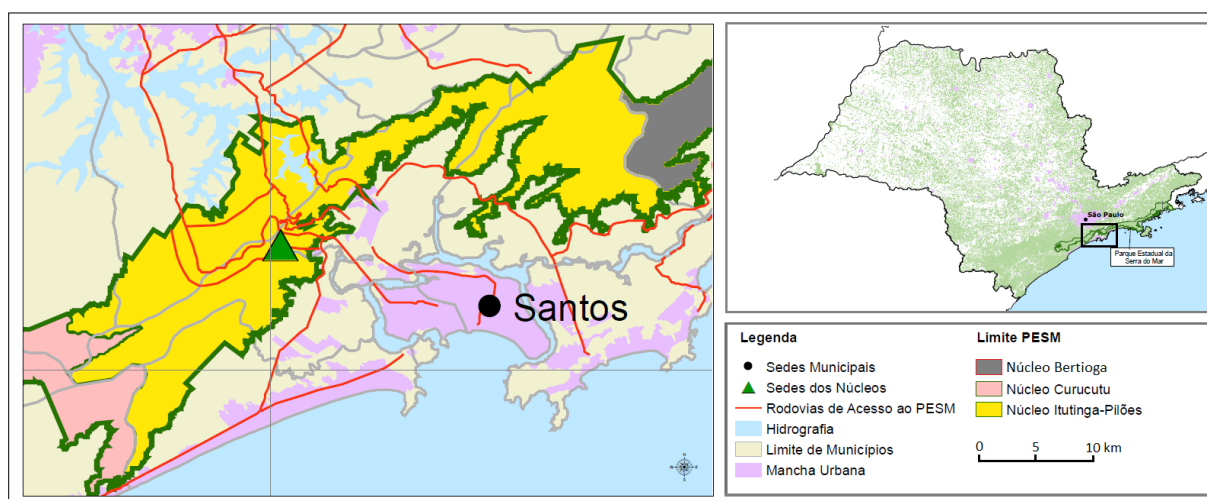 Santos
São Paulo
Parque Estadual da
Serra do Mar
Legenda
Sedes Municipais
Sedes dos Núcleos
Rodovias de Acesso ao PESM
Hidrografia
Limite de Municípios
Mancha Urbana
Limite PESM
Núcleo Bertioga
Núcleo Curucutu
Núcleo Itutinga-Pilões
0 5 10 km